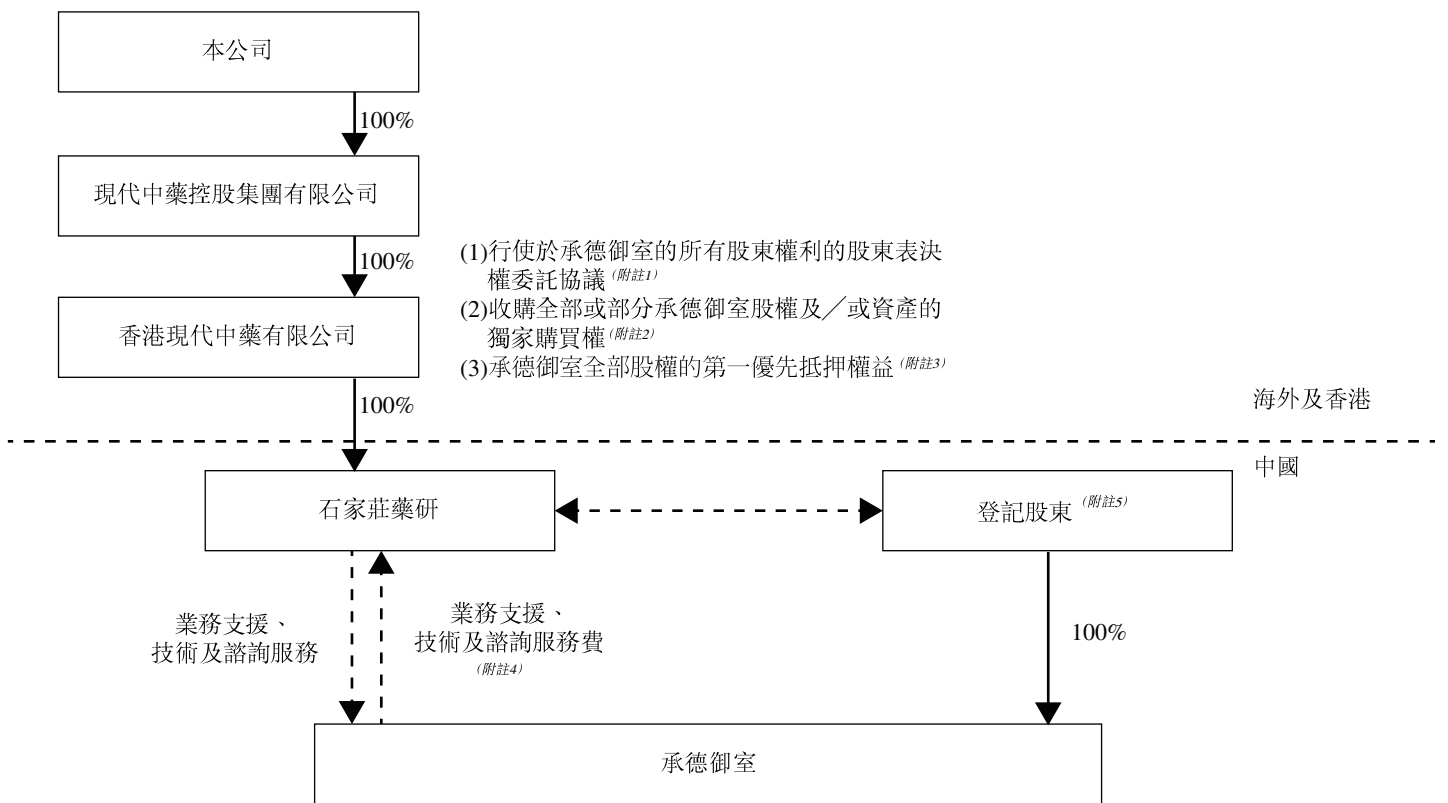 本公司
100%
現代中藥控股集團有限公司
100%
(1)行使於承德御室的所有股東權利的股東表決
權委託協議(附註1)
(2)收購全部或部分承德御室股權及／或資產的
獨家購買權(附註2)
(3)承德御室全部股權的第一優先抵押權益(附註3)
香港現代中藥有限公司
100%
海外及香港
中國
石家莊藥研
登記股東(附註5)
業務支援、
技術及諮詢服務
業務支援、
技術及諮詢服務費
(附註4)
100%
承德御室